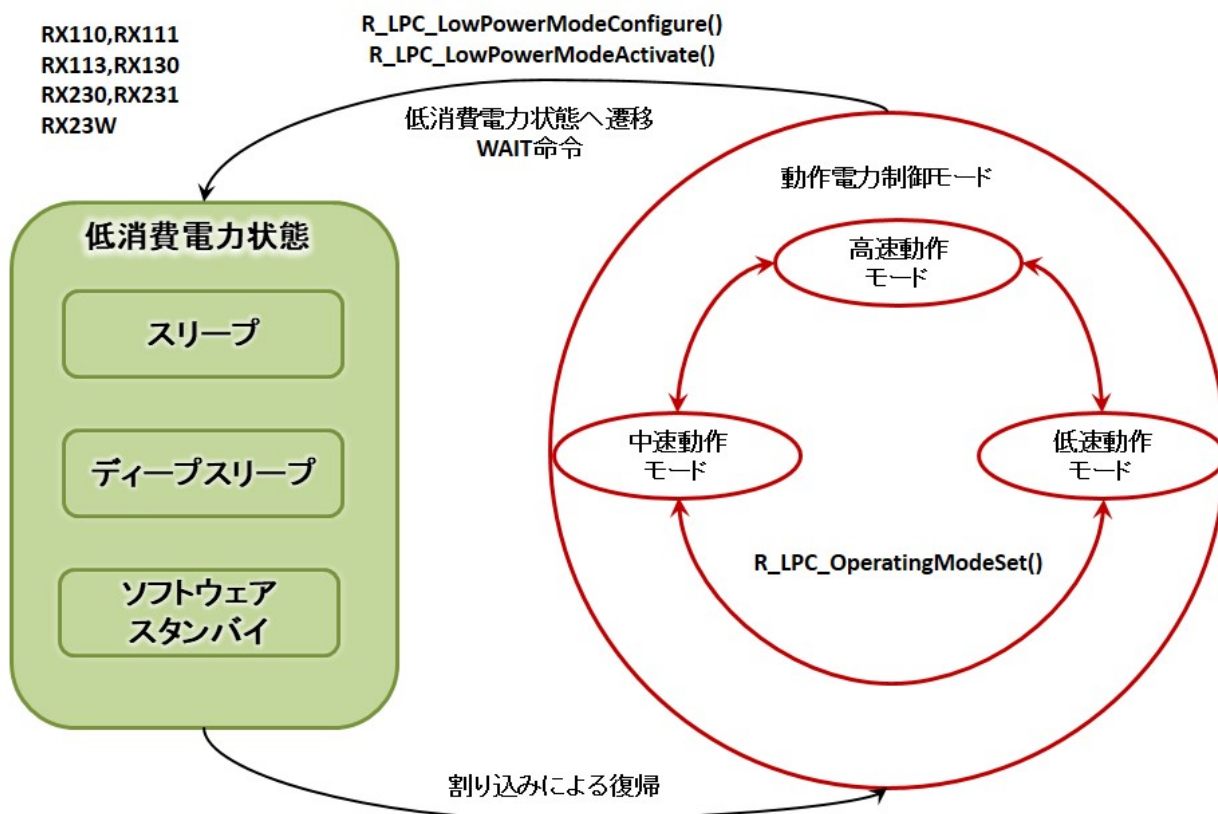 RX110,RX111
RX113,RX130
RX230,RX231
RX23W
R_LPC_LowPowerModeConfigure()
R_LPC_LowPowerModeActivate()
低消費電力状態へ遷移
WAIT命令
低消費電力状態
スリープ
ディープスリープ
ソフトウェア
スタンバイ
動作電力制御モード
高速動作
モード
中速動作
モード
低速動作
モード
R_LPC_OperatingModeSet()
割り込みによる復帰